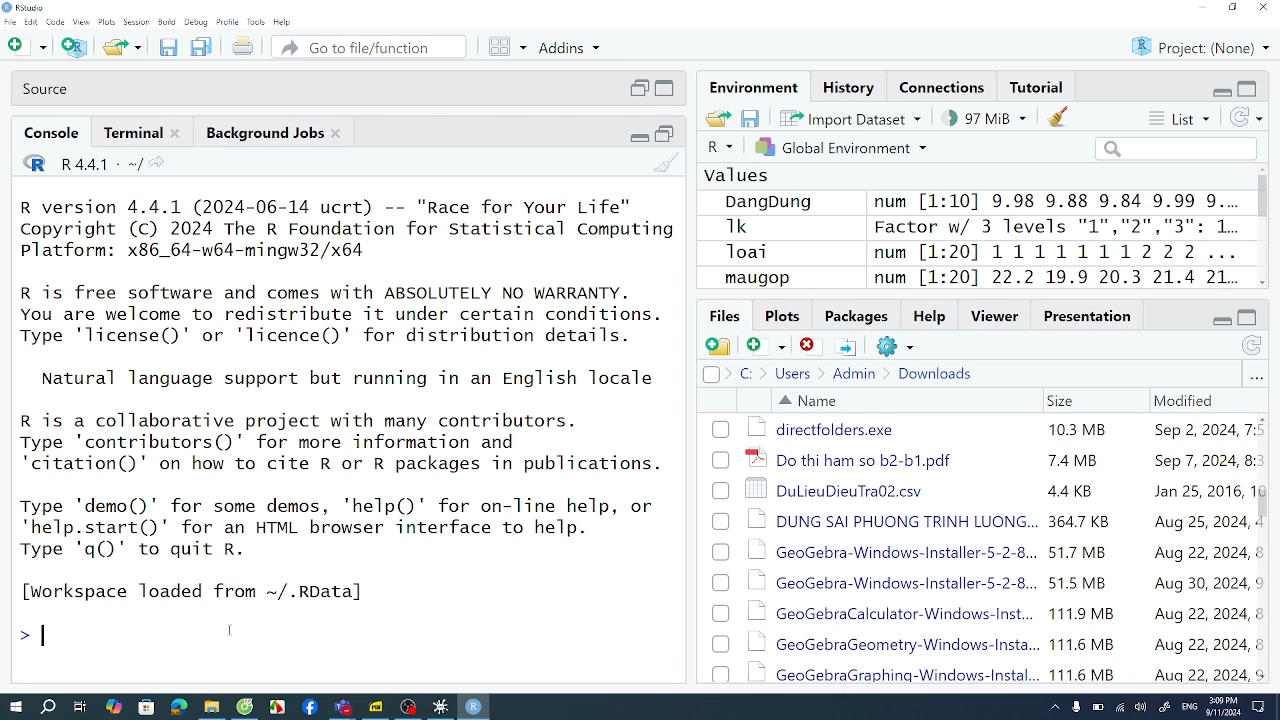 RStudio
File Edit Code View Plots Session Build Debug Profile Tools Help
Go to file/function Addins Project: (None)
Source
Console Terminal Background Jobs
R 4.4.1 · ~/
R version 4.4.1 (2024-06-14 ucrt) -- "Race for Your Life"
Copyright (C) 2024 The R Foundation for Statistical Computing
Platform: x86_64-w64-mingw32/x64
R is free software and comes with ABSOLUTELY NO WARRANTY.
You are welcome to redistribute it under certain conditions.
Type 'license()' or 'licence()' for distribution details.
Natural language support but running in an English locale
R is a collaborative project with many contributors.
Type 'contributors()' for more information and
'citation()' on how to cite R or R packages in publications.
Type 'demo()' for some demos, 'help()' for on-line help, or
'help.start()' for an HTML browser interface to help.
Type 'q()' to quit R.
[Workspace loaded from ~/.RData]
>
Environment History Connections Tutorial
Import Dataset 97 MiB List
R Global Environment
Values
DangDung num [1:10] 9.98 9.88 9.84 9.99 9....
lk Factor w/ 3 levels "1","2","3": 1...
loai num [1:20] 1 1 1 1 1 1 1 2 2 2 ...
maugop num [1:20] 22.2 19.9 20.3 21.4 21...
Files Plots Packages Help Viewer Presentation
C: Users Admin Downloads ...
Name Size Modified
directfolders.exe 10.3 MB Sep 2, 2024, 7:5
Do thi ham so b2-b1.pdf 7.4 MB Sep 7, 2024, 8:3
DuLieuDieuTra02.csv 4.4 KB Jan 25, 2016, 10
DUNG SAI PHUONG TRINH LUONG... 364.7 KB Aug 25, 2024, 4
GeoGebra-Windows-Installer-5-2-8... 51.7 MB Aug 22, 2024, 8
GeoGebra-Windows-Installer-5-2-8... 51.5 MB Aug 30, 2024, 9
GeoGebraCalculator-Windows-Inst... 111.9 MB Aug 22, 2024, 8
GeoGebraGeometry-Windows-Insta... 111.6 MB Aug 22, 2024, 8
GeoGebraGraphing-Windows-Instal... 111.6 MB Aug 22, 2024, 9
ENG 3:09 PM
9/11/2024